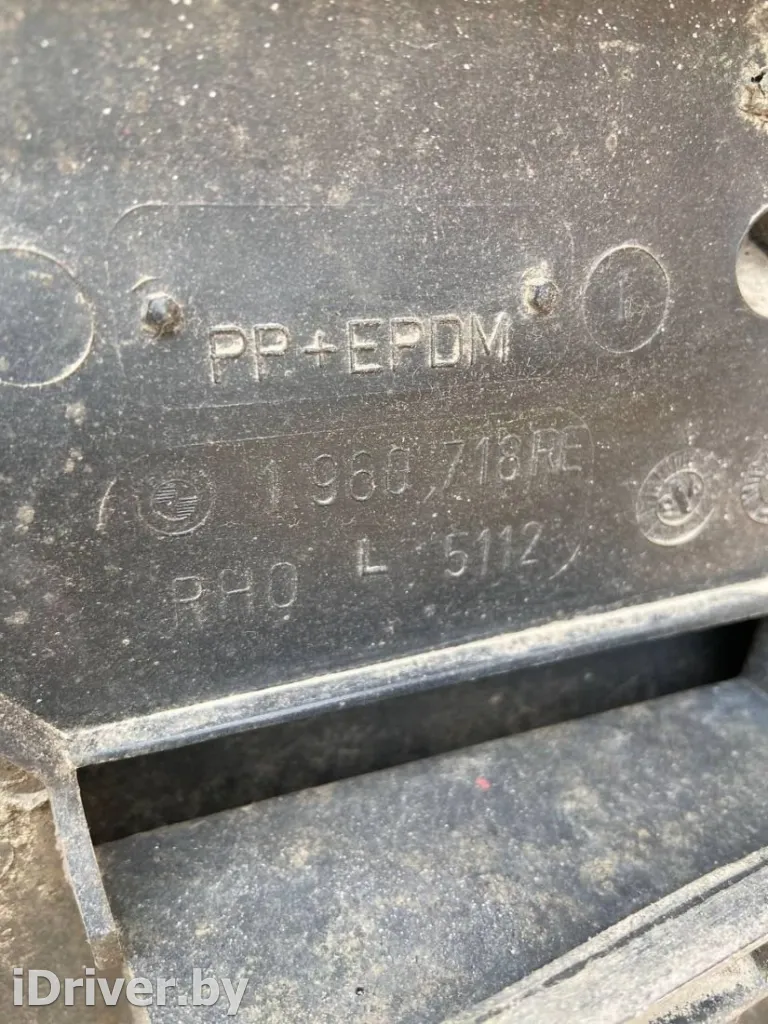 PP+EPDM
1 960 718 RE
RHO L 5112
iDriver.by